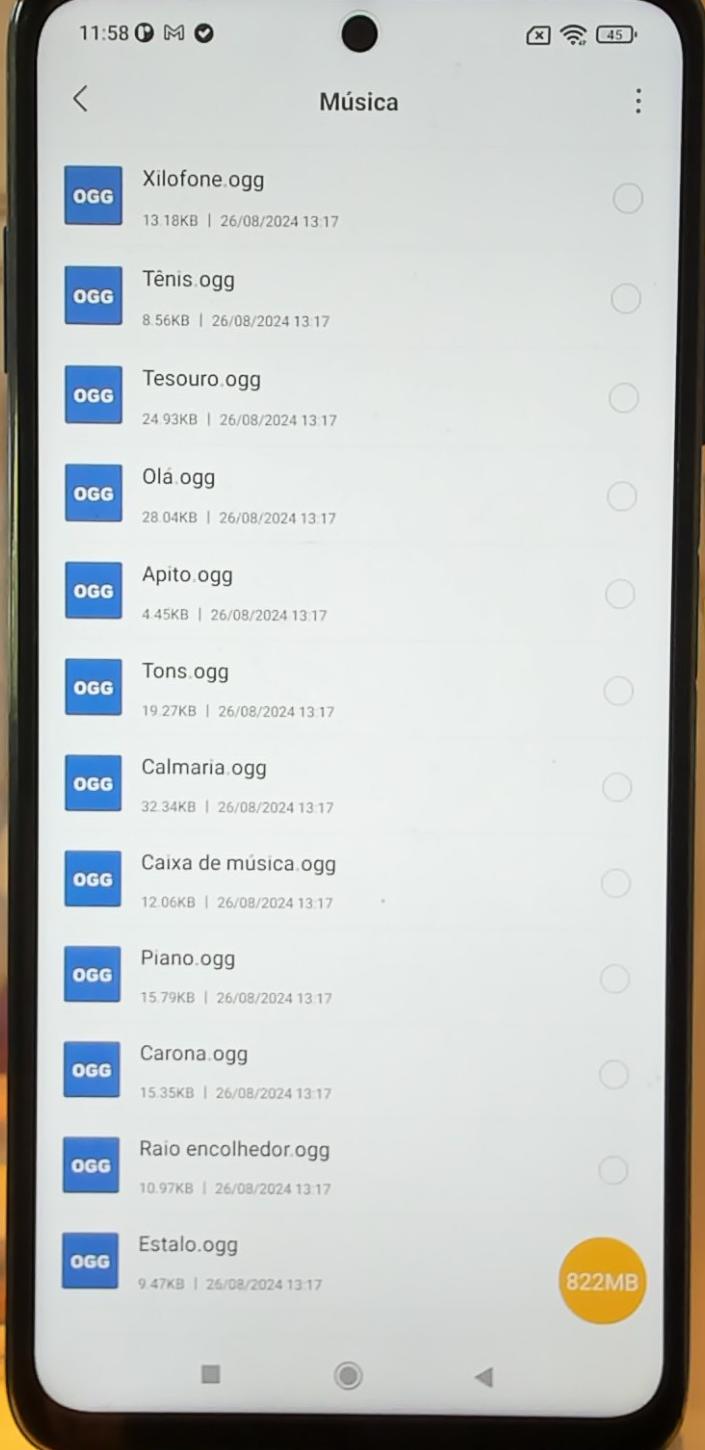 11:58
45
Música
OGG
Xilofone.ogg
13.18KB | 26/08/2024 13:17
OGG
Tênis.ogg
8.56KB | 26/08/2024 13:17
OGG
Tesouro.ogg
24.93KB | 26/08/2024 13:17
OGG
Olá.ogg
28.04KB | 26/08/2024 13:17
OGG
Apito.ogg
4.45KB | 26/08/2024 13:17
OGG
Tons.ogg
19.27KB | 26/08/2024 13:17
OGG
Calmaria.ogg
32.34KB | 26/08/2024 13:17
OGG
Caixa de música.ogg
12.06KB | 26/08/2024 13:17
OGG
Piano.ogg
15.79KB | 26/08/2024 13:17
OGG
Carona.ogg
15.35KB | 26/08/2024 13:17
OGG
Raio encolhedor.ogg
10.97KB | 26/08/2024 13:17
OGG
Estalo.ogg
9.47KB | 26/08/2024 13:17
822MB